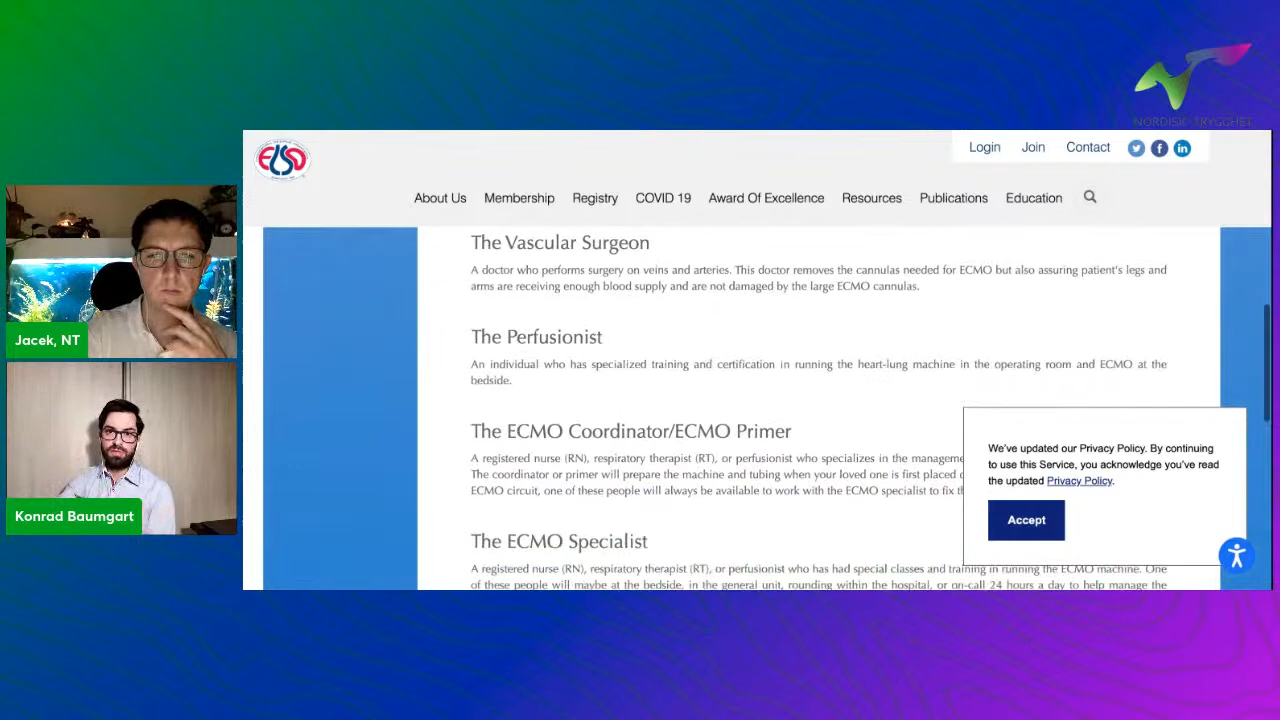 NORDISK TRYGGHET
ELSO
Login Join Contact
About Us Membership Registry COVID 19 Award Of Excellence Resources Publications Education
The Vascular Surgeon
A doctor who performs surgery on veins and arteries. This doctor removes the cannulas needed for ECMO but also assuring patient's legs and
arms are receiving enough blood supply and are not damaged by the large ECMO cannulas.
The Perfusionist
An individual who has specialized training and certification in running the heart-lung machine in the operating room and ECMO at the
bedside.
The ECMO Coordinator/ECMO Primer
A registered nurse (RN), respiratory therapist (RT), or perfusionist who specializes in the
The coordinator or primer will prepare the machine and tubing when your loved one is first placed
ECMO circuit, one of these people will always be available to work with the ECMO specialist to fix
The ECMO Specialist
A registered nurse (RN), respiratory therapist (RT), or perfusionist who has had special classes and training in running the ECMO machine. One
of these people will maybe at the bedside, in the general unit, rounding within the hospital, or on-call 24 hours a day to help manage the
We've updated our Privacy Policy. By continuing
to use this Service, you acknowledge you've read
the updated Privacy Policy.
Accept
Jacek, NT
Konrad Baumgart